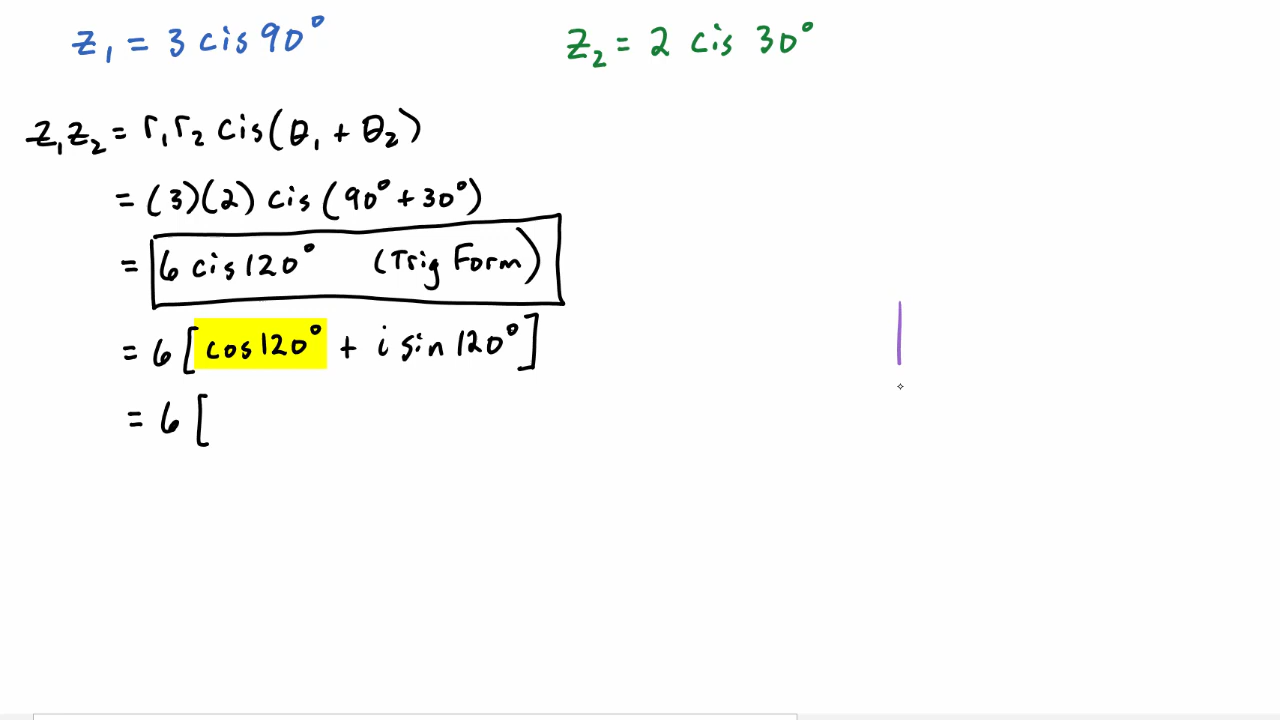 z₁ = 3 cis 90° z₂ = 2 cis 30°
z₁z₂ = r₁r₂ cis(θ₁ + θ₂)
= (3)(2) cis (90° + 30°)
= 6 cis 120° (Trig Form)
= 6 [cos 120° + i sin 120°]
= 6 [